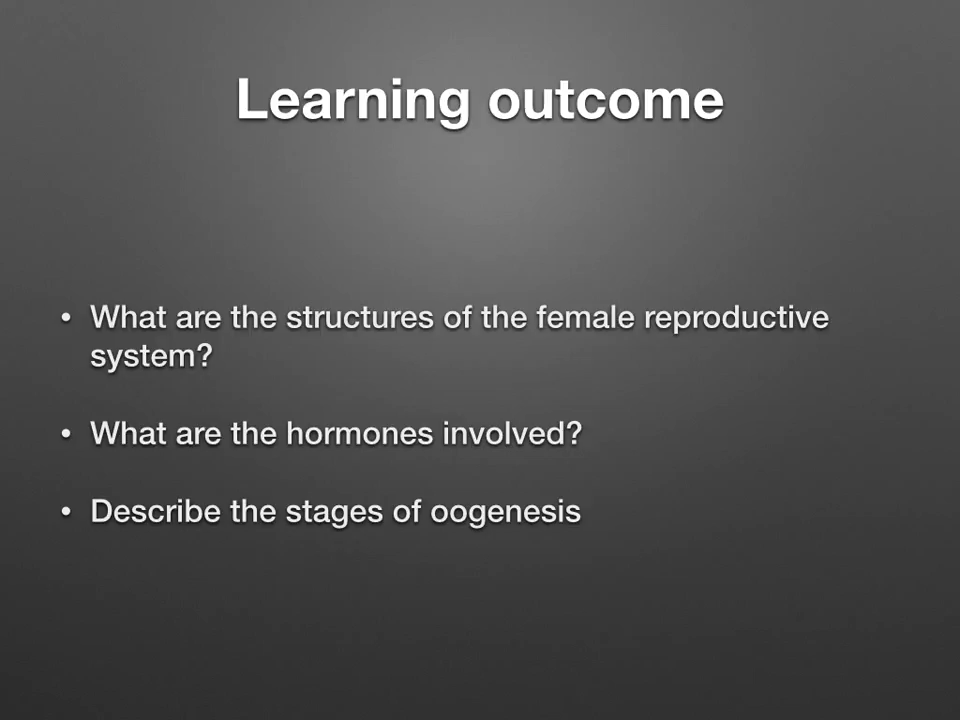 Learning outcome
• What are the structures of the female reproductive
system?
• What are the hormones involved?
• Describe the stages of oogenesis